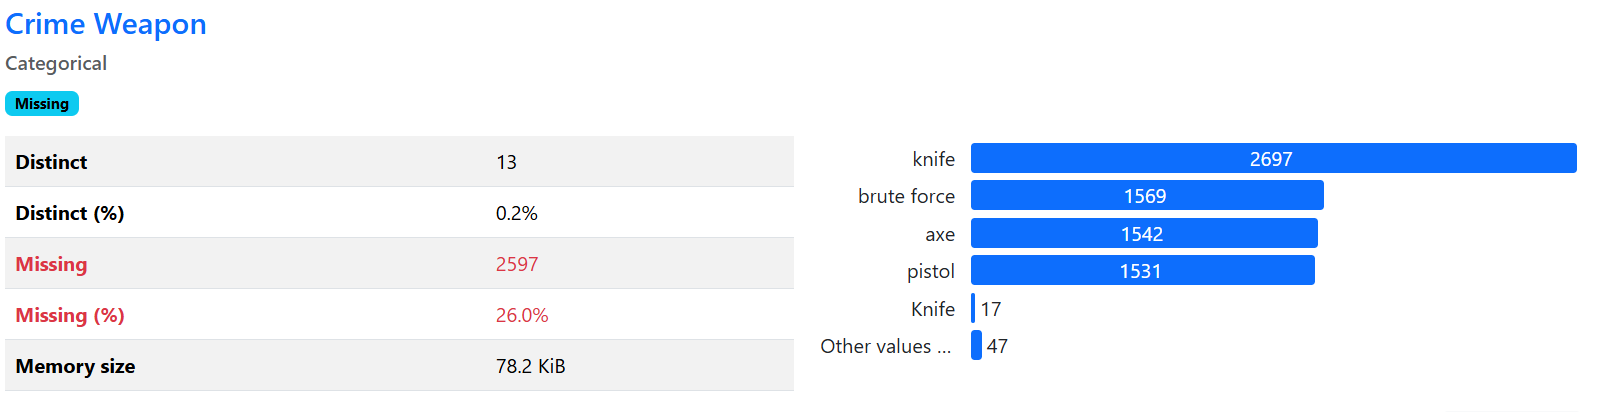 Crime Weapon
Categorical
Missing
Distinct 13
Distinct (%) 0.2%
Missing 2597
Missing (%) 26.0%
Memory size 78.2 KiB
knife 2697
brute force 1569
axe 1542
pistol 1531
Knife 17
Other values ... 47